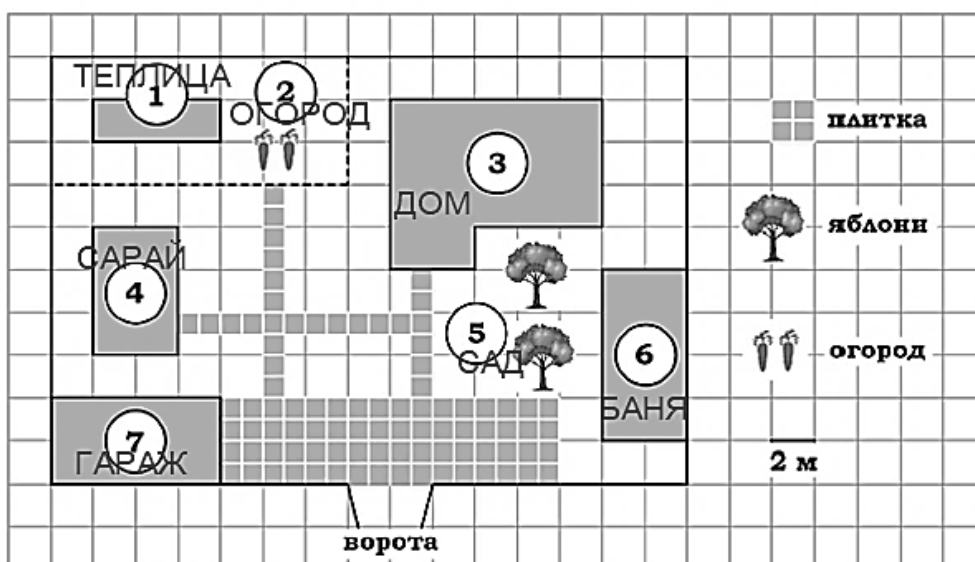 ТЕПЛИЦА
1
2
ОГОРОД
3
ДОМ
плитка
яблони
САРАЙ
4
5
САД
6
БАНЯ
огород
7
ГАРАЖ
2 м
ворота